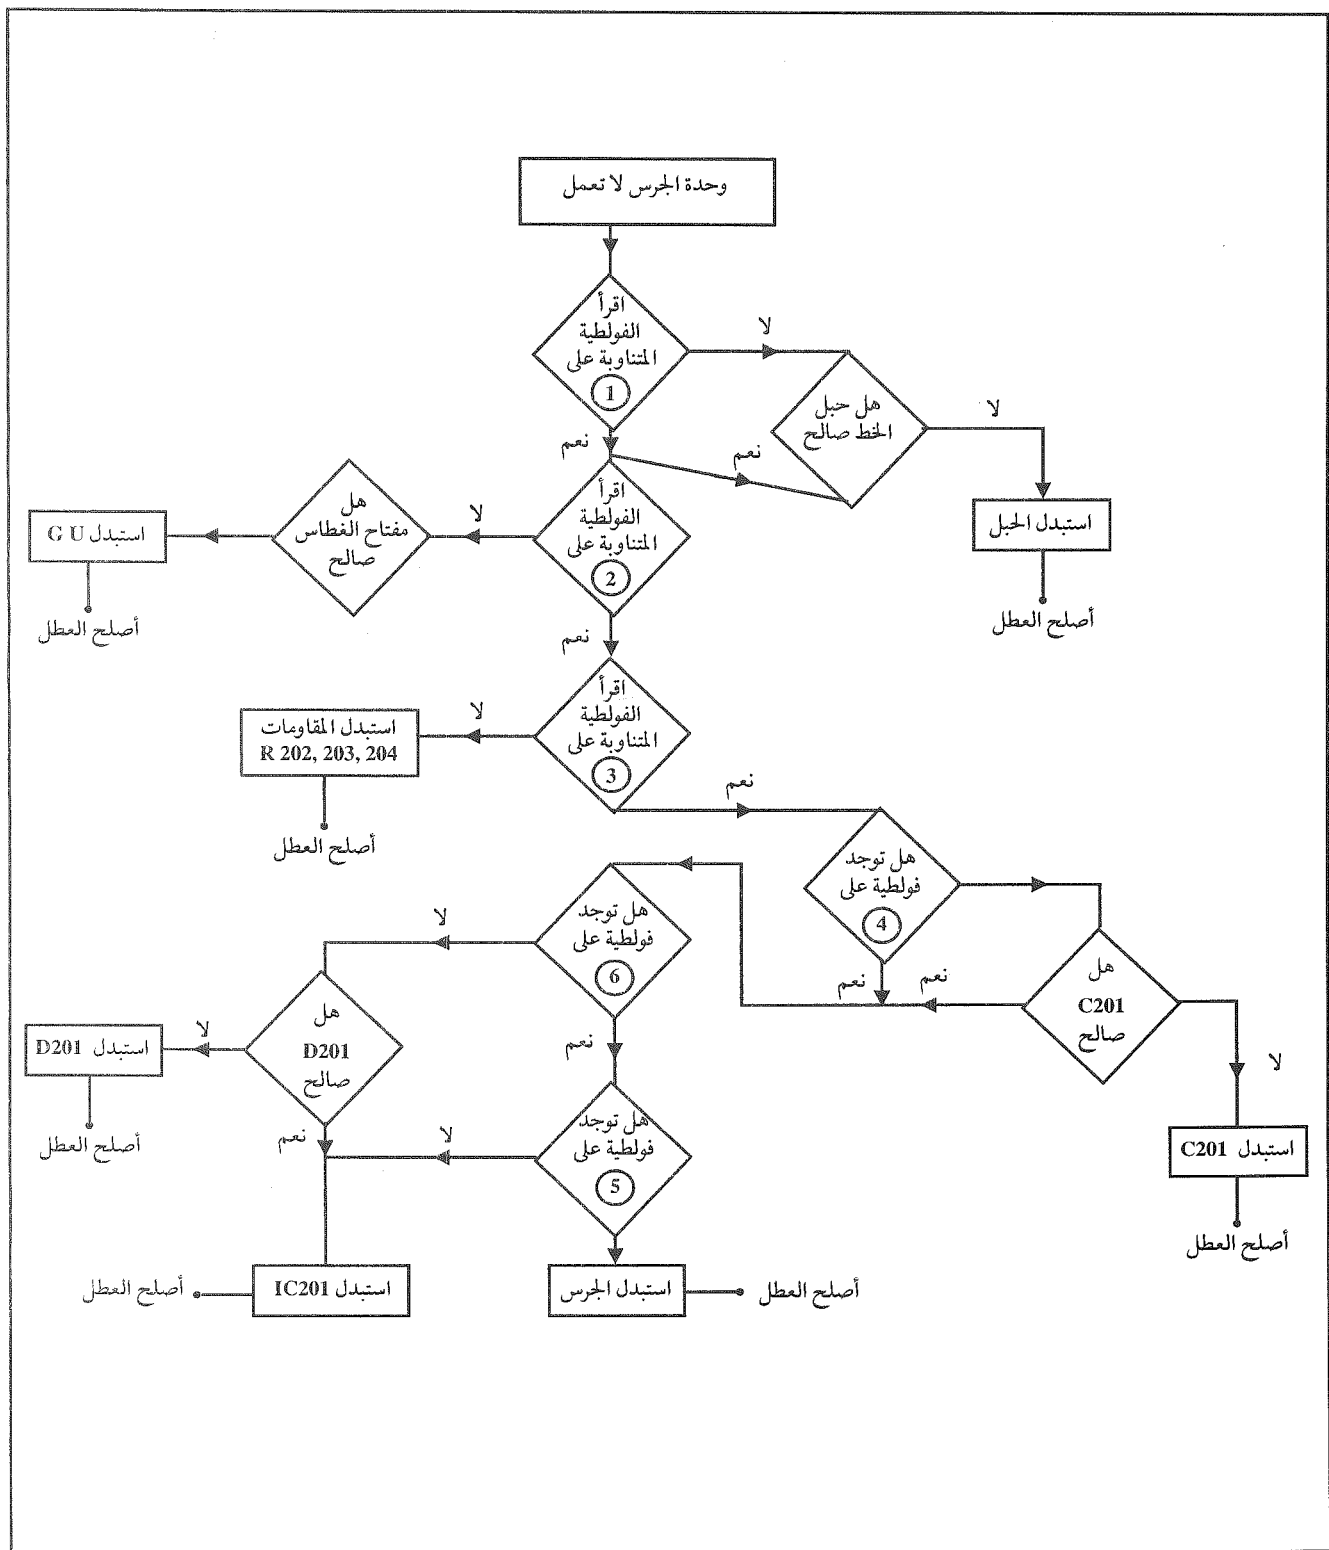 وحدة الجرس لا تعمل
اقرأ
الفولطية
المتناوبة على
1
لا
هل حبل
الخط صالح
لا
نعم
نعم
استبدل الحبل
أصلح العطل
اقرأ
الفولطية
المتناوبة على
2
لا
هل
مفتاح الغطاس
صالح
استبدل G U
أصلح العطل
نعم
اقرأ
الفولطية
المتناوبة على
3
لا
استبدل المقاومات
R 202, 203, 204
أصلح العطل
نعم
هل توجد
فولطية على
4
نعم
نعم
هل
C201
صالح
لا
استبدل C201
أصلح العطل
هل توجد
فولطية على
6
لا
هل
D201
صالح
لا
استبدل D201
أصلح العطل
نعم
نعم
هل توجد
فولطية على
5
لا
استبدل IC201
أصلح العطل
استبدل الجرس
أصلح العطل